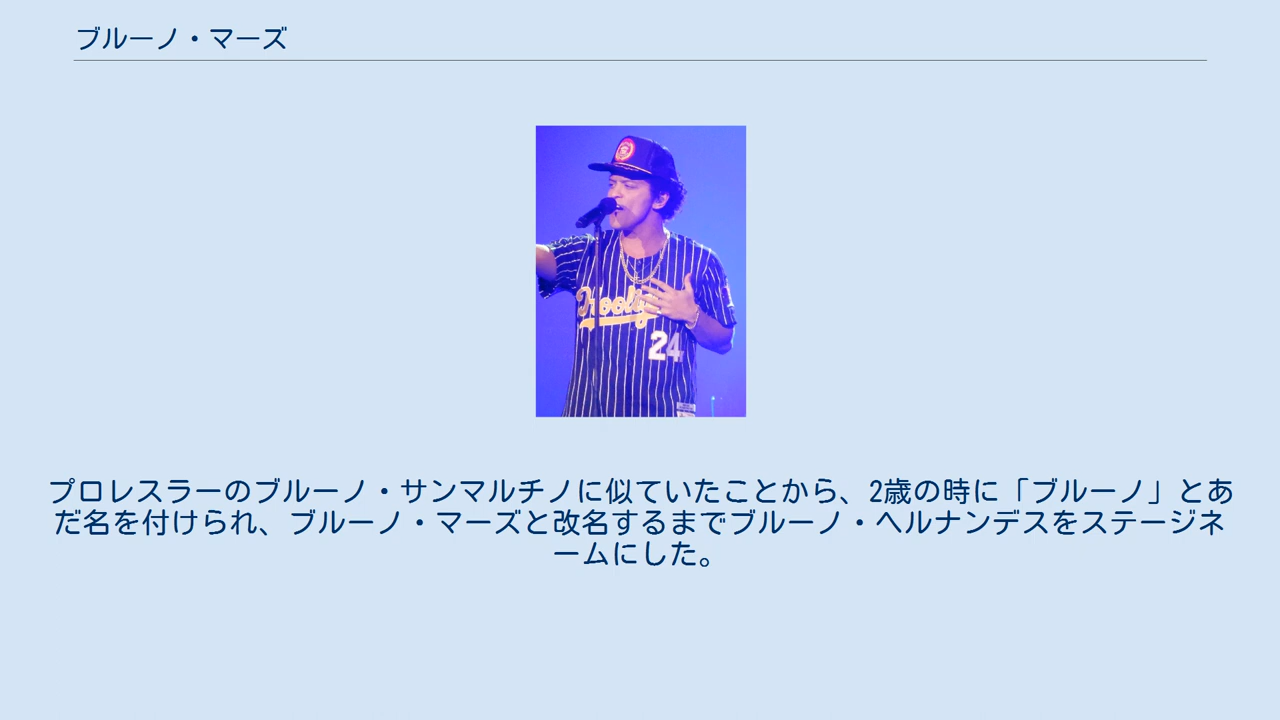 ブルーノ・マーズ
24
プロレスラーのブルーノ・サンマルチノに似ていたことから、2歳の時に「ブルーノ」とあ
だ名を付けられ、ブルーノ・マーズと改名するまでブルーノ・ヘルナンデスをステージネ
ームにした。